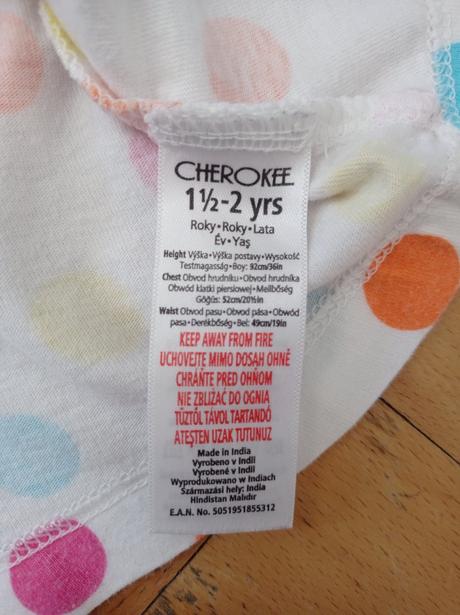 CHEROKEE
1½-2 yrs
Roky•Roky•Lata
Év•Yaş
Height Výška•Výška postavy•Wysokość
Testmagasság•Boy: 92cm/36in
Chest Obvod hrudníku•Obvod hrudníka
Obwód klatki piersiowej•Mellbőség
Göğüs: 52cm/20½in
Waist Obvod pasu•Obvod pása•Obwód
pasa•Derékbőség•Bel: 49cm/19in
KEEP AWAY FROM FIRE
UCHOVEJTE MIMO DOSAH OHNĚ
CHRÁŇTE PRED OHŇOM
NIE ZBLIŻAĆ DO OGNIA
TŰZTŐL TÁVOL TARTANDÓ
ATEŞTEN UZAK TUTUNUZ
Made in India
Vyrobeno v Indii
Vyrobené v Indii
Wyprodukowano w Indiach
Származási hely: India
Hindistan Malıdır
E.A.N. No. 5051951855312